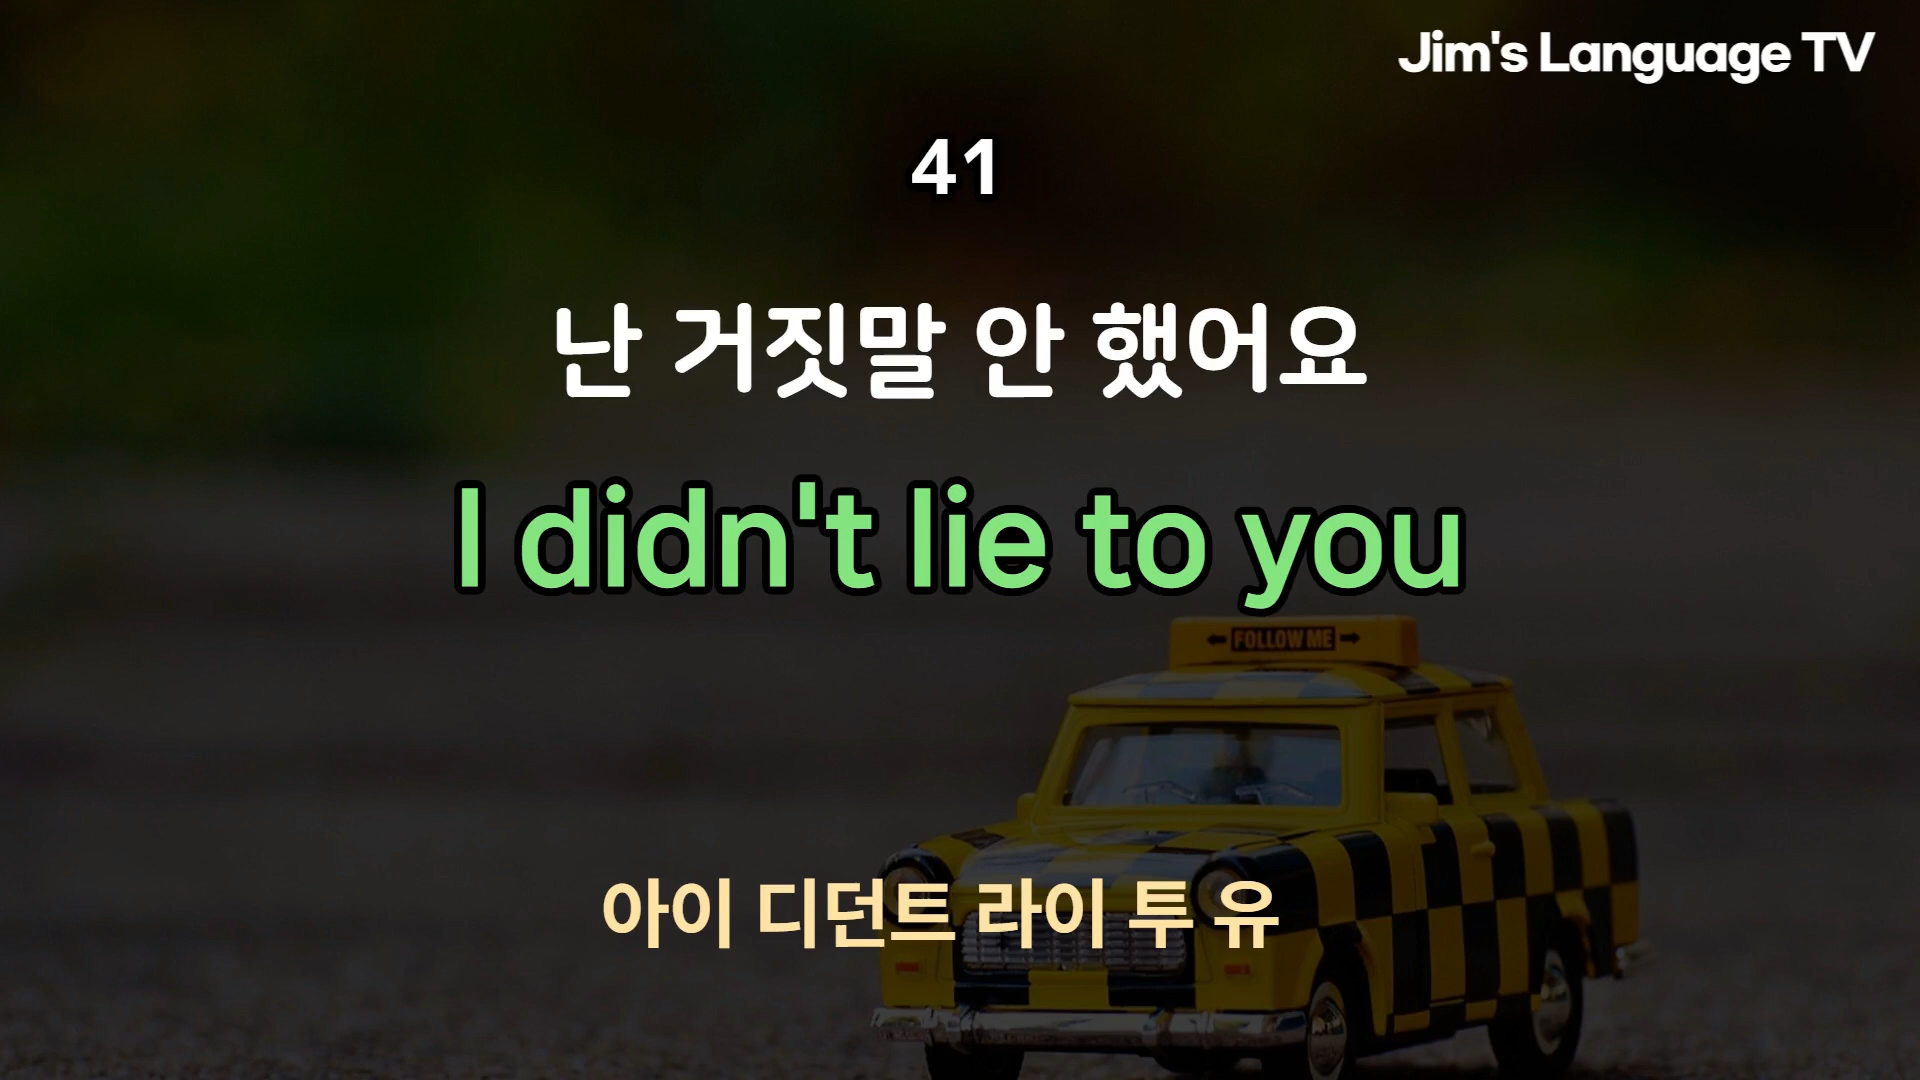 Jim's Language TV
41
난 거짓말 안 했어요
I didn't lie to you
FOLLOW ME
아이 디던트 라이 투 유